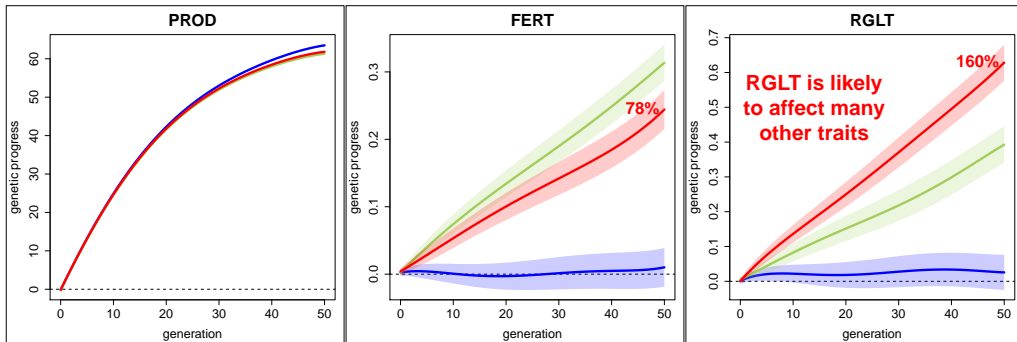 PROD
genetic progress
60
50
40
30
20
10
0
0 10 20 30 40 50
generation
FERT
genetic progress
0.3
0.2
0.1
0.0
78%
0 10 20 30 40 50
generation
RGLT
genetic progress
0.7
0.6
0.5
0.4
0.3
0.2
0.1
0.0
160%
RGLT is likely
to affect many
other traits
0 10 20 30 40 50
generation